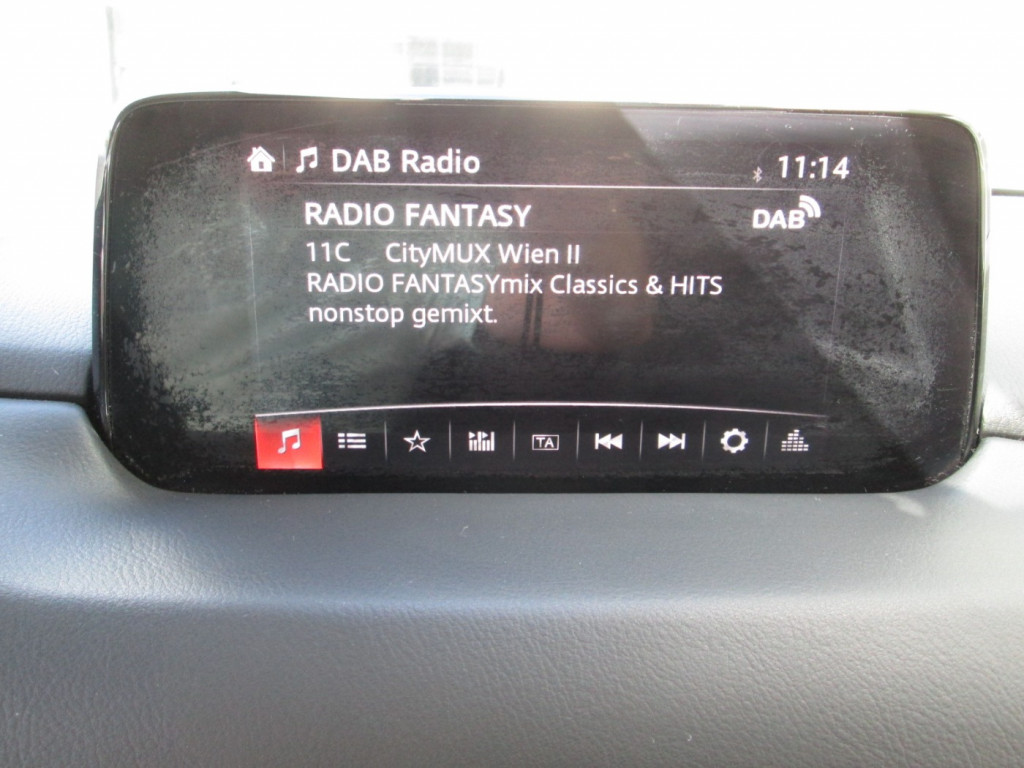 DAB Radio 11:14
RADIO FANTASY DAB
11C CityMUX Wien II
RADIO FANTASYmix Classics & HITS
nonstop gemixt.
TA